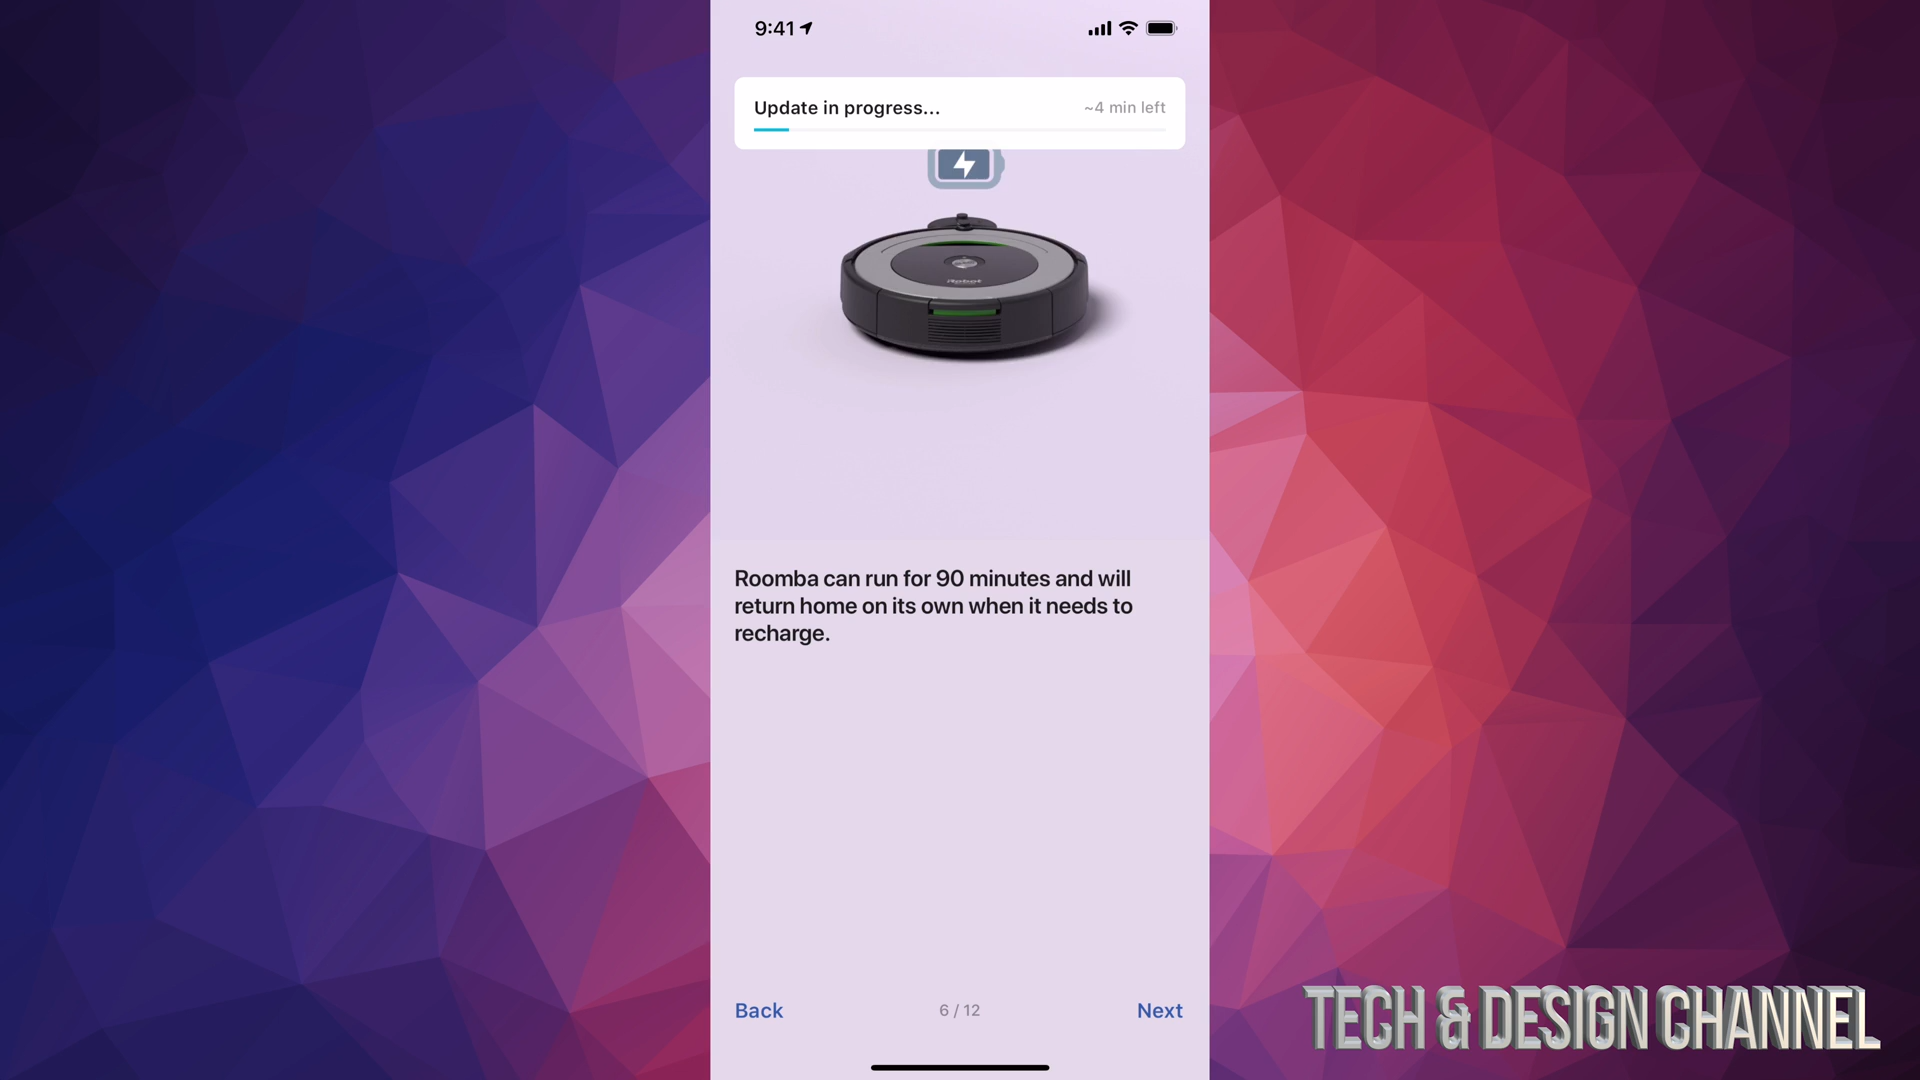 9:41
Update in progress...
~4 min left
iRobot
Roomba can run for 90 minutes and will
return home on its own when it needs to
recharge.
Back
6 / 12
Next
TECH & DESIGN CHANNEL